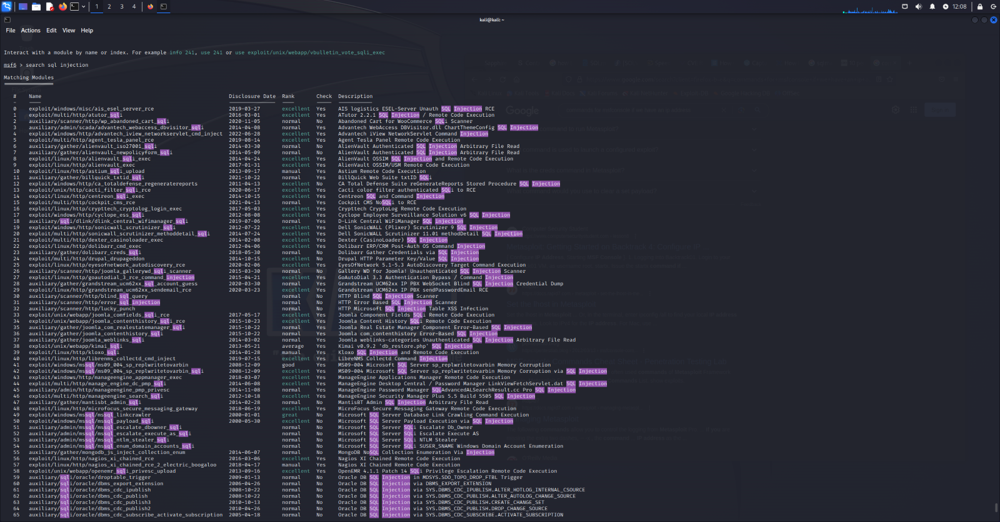 1 2 3 4 12:08
kali@kali: ~
File Actions Edit View Help
Interact with a module by name or index. For example info 241, use 241 or use exploit/unix/webapp/vbulletin_vote_sqli_exec
msf6 > search sql injection
Matching Modules
# Name Disclosure Date Rank Check Description
0 exploit/windows/misc/ais_esel_server_rce 2019-03-27 excellent Yes AIS logistics ESEL-Server Unauth SQL Injection RCE
1 exploit/multi/http/atutor_sqli 2016-03-01 excellent Yes ATutor 2.2.1 SQL Injection / Remote Code Execution
2 auxiliary/scanner/http/wp_abandoned_cart_sqli 2020-11-05 normal No Abandoned Cart for WooCommerce SQLi Scanner
3 auxiliary/admin/scada/advantech_webaccess_dbvisitor_sqli 2014-04-08 normal Yes Advantech WebAccess DBVisitor.dll ChartThemeConfig SQL Injection
4 exploit/windows/http/advantech_iview_networkservlet_cmd_inject 2022-06-28 excellent Yes Advantech iView NetworkServlet Command Injection
5 exploit/multi/http/agent_tesla_panel_rce 2019-08-14 excellent Yes Agent Tesla Panel Remote Code Execution
6 auxiliary/gather/alienvault_iso27001_sqli 2014-03-30 normal No AlienVault Authenticated SQL Injection Arbitrary File Read
7 auxiliary/gather/alienvault_newpolicyform_sqli 2014-05-09 normal No AlienVault Authenticated SQL Injection Arbitrary File Read
8 exploit/linux/http/alienvault_sqli_exec 2014-04-24 excellent Yes AlienVault OSSIM SQL Injection and Remote Code Execution
9 exploit/linux/http/alienvault_exec 2017-01-31 excellent Yes AlienVault OSSIM/USM Remote Code Execution
10 exploit/linux/http/astium_sqli_upload 2013-09-17 manual Yes Astium Remote Code Execution
11 auxiliary/gather/billquick_txtid_sqli 2021-10-22 normal Yes BillQuick Web Suite txtID SQLi
12 exploit/windows/http/ca_totaldefense_regeneratereports 2011-04-13 excellent No CA Total Defense Suite reGenerateReports Stored Procedure SQL Injection
13 exploit/unix/http/cacti_filter_sqli_rce 2020-06-17 excellent Yes Cacti color filter authenticated SQLi to RCE
14 exploit/linux/http/centreon_sqli_exec 2014-10-15 excellent Yes Centreon SQL and Command Injection
15 exploit/multi/http/cockpit_cms_rce 2021-04-13 normal Yes Cockpit CMS NoSQLi to RCE
16 exploit/linux/http/crypttech_cryptolog_login_exec 2017-05-03 excellent Yes Crypttech CryptoLog Remote Code Execution
17 exploit/windows/http/cyclope_ess_sqli 2012-08-08 excellent Yes Cyclope Employee Surveillance Solution v6 SQL Injection
18 auxiliary/sqli/dlink/dlink_central_wifimanager_sqli 2019-07-06 normal Yes D-Link Central WiFiManager SQL injection
19 exploit/windows/http/sonicwall_scrutinizer_sqli 2012-07-22 excellent Yes Dell SonicWALL (Plixer) Scrutinizer 9 SQL Injection
20 exploit/multi/http/sonicwall_scrutinizer_methoddetail_sqli 2014-07-24 excellent Yes Dell SonicWALL Scrutinizer 11.01 methodDetail SQL Injection
21 exploit/multi/http/dexter_casinoloader_exec 2014-02-08 excellent Yes Dexter (CasinoLoader) SQL Injection
22 exploit/linux/http/dolibarr_cmd_exec 2012-04-06 excellent Yes Dolibarr ERP/CRM Post-Auth OS Command Injection
23 auxiliary/gather/dolibarr_creds_sqli 2018-05-30 normal No Dolibarr Gather Credentials via SQL Injection
24 exploit/multi/http/drupal_drupageddon 2014-10-15 excellent No Drupal HTTP Parameter Key/Value SQL Injection
25 exploit/linux/http/eyesofnetwork_autodiscovery_rce 2020-02-06 excellent Yes EyesOfNetwork 5.1-5.3 AutoDiscovery Target Command Execution
26 auxiliary/scanner/http/joomla_gallerywd_sqli_scanner 2015-03-30 normal No Gallery WD for Joomla! Unauthenticated SQL Injection Scanner
27 exploit/linux/http/goautodial_3_rce_command_injection 2015-04-21 excellent Yes GoAutoDial 3.3 Authentication Bypass / Command Injection
28 auxiliary/gather/grandstream_ucm62xx_sql_account_guess 2020-03-30 normal Yes Grandstream UCM62xx IP PBX WebSocket Blind SQL Injection Credential Dump
29 exploit/linux/http/grandstream_ucm62xx_sendemail_rce 2020-03-23 excellent Yes Grandstream UCM62xx IP PBX sendPasswordEmail RCE
30 auxiliary/scanner/http/blind_sql_query normal No HTTP Blind SQL Injection Scanner
31 auxiliary/scanner/http/error_sql_injection normal No HTTP Error Based SQL Injection Scanner
32 auxiliary/scanner/http/lucky_punch normal No HTTP Microsoft SQL Injection Table XSS Infection
33 exploit/unix/webapp/joomla_comfields_sqli_rce 2017-05-17 excellent Yes Joomla Component Fields SQLi Remote Code Execution
34 exploit/unix/webapp/joomla_contenthistory_sqli_rce 2015-10-23 excellent Yes Joomla Content History SQLi Remote Code Execution
35 auxiliary/gather/joomla_com_realestatemanager_sqli 2015-10-22 normal Yes Joomla Real Estate Manager Component Error-Based SQL Injection
36 auxiliary/gather/joomla_contenthistory_sqli 2015-10-22 normal Yes Joomla com_contenthistory Error-Based SQL Injection
37 auxiliary/gather/joomla_weblinks_sqli 2014-03-02 normal Yes Joomla weblinks-categories Unauthenticated SQL Injection Arbitrary File Read
38 exploit/unix/webapp/kimai_sqli 2013-05-21 average Yes Kimai v0.9.2 'db_restore.php' SQL Injection
39 exploit/linux/http/kloxo_sqli 2014-01-28 manual Yes Kloxo SQL Injection and Remote Code Execution
40 exploit/linux/http/librenms_collectd_cmd_inject 2019-07-15 excellent Yes LibreNMS Collectd Command Injection
41 exploit/windows/mssql/ms09_004_sp_replwritetovarbin 2008-12-09 good Yes MS09-004 Microsoft SQL Server sp_replwritetovarbin Memory Corruption
42 exploit/windows/mssql/ms09_004_sp_replwritetovarbin_sqli 2008-12-09 excellent Yes MS09-004 Microsoft SQL Server sp_replwritetovarbin Memory Corruption via SQL Injection
43 exploit/windows/http/manageengine_appmanager_exec 2018-03-07 excellent Yes ManageEngine Applications Manager Remote Code Execution
44 exploit/multi/http/manage_engine_dc_pmp_sqli 2014-06-08 excellent Yes ManageEngine Desktop Central / Password Manager LinkViewFetchServlet.dat SQL Injection
45 auxiliary/admin/http/manageengine_pmp_privesc 2014-11-08 normal Yes ManageEngine Password Manager SQLAdvancedALSearchResult.cc Pro SQL Injection
46 exploit/multi/http/manageengine_search_sqli 2012-10-18 excellent Yes ManageEngine Security Manager Plus 5.5 Build 5505 SQL Injection
47 auxiliary/gather/mantisbt_admin_sqli 2014-02-28 normal No MantisBT Admin SQL Injection Arbitrary File Read
48 exploit/linux/http/microfocus_secure_messaging_gateway 2018-06-19 excellent Yes MicroFocus Secure Messaging Gateway Remote Code Execution
49 exploit/windows/mssql/mssql_linkcrawler 2000-01-01 great No Microsoft SQL Server Database Link Crawling Command Execution
50 exploit/windows/mssql/mssql_payload_sqli 2000-05-30 excellent No Microsoft SQL Server Payload Execution via SQL Injection
51 auxiliary/admin/mssql/mssql_escalate_dbowner_sqli normal No Microsoft SQL Server SQLi Escalate Db_Owner
52 auxiliary/admin/mssql/mssql_escalate_execute_as_sqli normal No Microsoft SQL Server SQLi Escalate Execute AS
53 auxiliary/admin/mssql/mssql_ntlm_stealer_sqli normal No Microsoft SQL Server SQLi NTLM Stealer
54 auxiliary/admin/mssql/mssql_enum_domain_accounts_sqli normal No Microsoft SQL Server SQLi SUSER_SNAME Windows Domain Account Enumeration
55 auxiliary/gather/mongodb_js_inject_collection_enum 2014-06-07 normal No MongoDB NoSQL Collection Enumeration Via Injection
56 exploit/linux/http/nagios_xi_chained_rce 2016-03-06 excellent Yes Nagios XI Chained Remote Code Execution
57 exploit/linux/http/nagios_xi_chained_rce_2_electric_boogaloo 2018-04-17 manual Yes Nagios XI Chained Remote Code Execution
58 exploit/unix/webapp/openemr_sqli_privesc_upload 2013-09-16 excellent Yes OpenEMR 4.1.1 Patch 14 SQLi Privilege Escalation Remote Code Execution
59 auxiliary/sqli/oracle/droptable_trigger 2009-01-13 normal No Oracle DB SQL Injection in MDSYS.SDO_TOPO_DROP_FTBL Trigger
60 auxiliary/sqli/oracle/dbms_export_extension 2006-04-26 normal No Oracle DB SQL Injection via DBMS_EXPORT_EXTENSION
61 auxiliary/sqli/oracle/dbms_cdc_ipublish 2008-10-22 normal No Oracle DB SQL Injection via SYS.DBMS_CDC_IPUBLISH.ALTER_HOTLOG_INTERNAL_CSOURCE
62 auxiliary/sqli/oracle/dbms_cdc_publish 2008-10-22 normal No Oracle DB SQL Injection via SYS.DBMS_CDC_PUBLISH.ALTER_AUTOLOG_CHANGE_SOURCE
63 auxiliary/sqli/oracle/dbms_cdc_publish3 2010-10-13 normal No Oracle DB SQL Injection via SYS.DBMS_CDC_PUBLISH.CREATE_CHANGE_SET
64 auxiliary/sqli/oracle/dbms_cdc_publish2 2010-04-26 normal No Oracle DB SQL Injection via SYS.DBMS_CDC_PUBLISH.DROP_CHANGE_SOURCE
65 auxiliary/sqli/oracle/dbms_cdc_subscribe_activate_subscription 2005-04-18 normal No Oracle DB SQL Injection via SYS.DBMS_CDC_SUBSCRIBE.ACTIVATE_SUBSCRIPTION